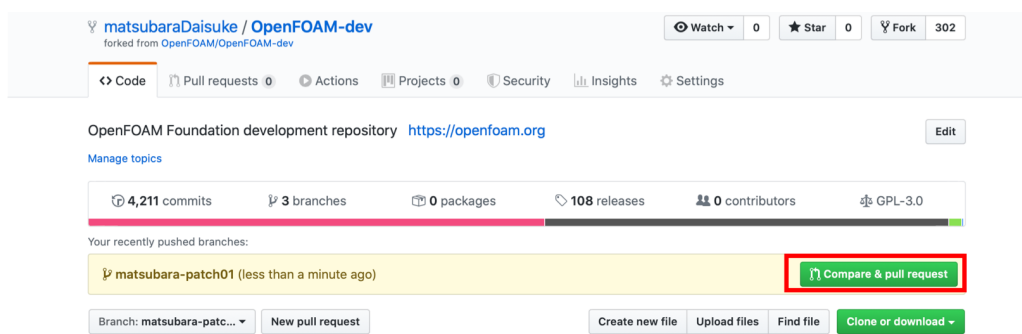 matsubaraDaisuke / OpenFOAM-dev
forked from OpenFOAM/OpenFOAM-dev
Watch 0 Star 0 Fork 302
Code Pull requests 0 Actions Projects 0 Security Insights Settings
OpenFOAM Foundation development repository https://openfoam.org Edit
Manage topics
4,211 commits 3 branches 0 packages 108 releases 0 contributors GPL-3.0
Your recently pushed branches:
matsubara-patch01 (less than a minute ago) Compare & pull request
Branch: matsubara-patc... New pull request Create new file Upload files Find file Clone or download